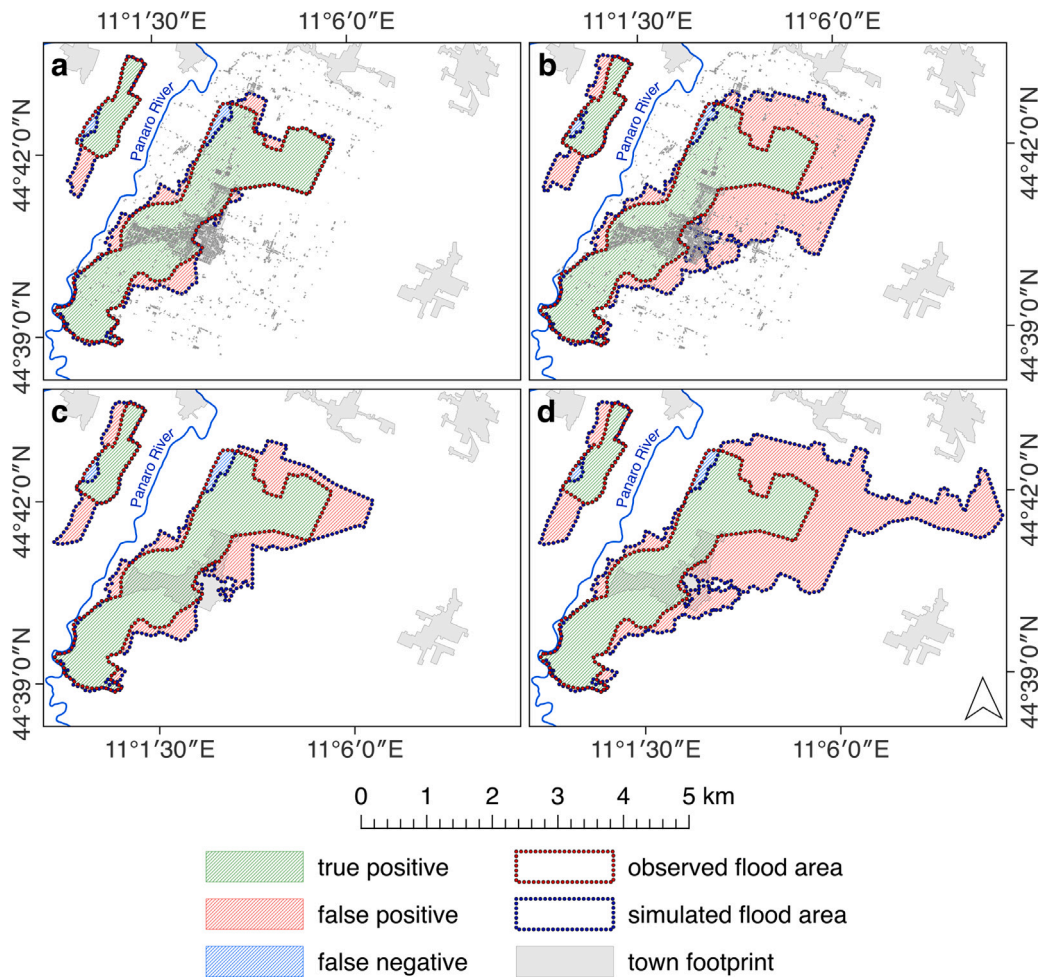 11°1′30″E 11°6′0″E 11°1′30″E 11°6′0″E
a
b
Panaro River
Panaro River
44°42′0″N
44°42′0″N
44°39′0″N
44°39′0″N
c
d
Panaro River
Panaro River
44°42′0″N
44°42′0″N
44°39′0″N
44°39′0″N
11°1′30″E 11°6′0″E 11°1′30″E 11°6′0″E
0 1 2 3 4 5 km
true positive
observed flood area
false positive
simulated flood area
false negative
town footprint